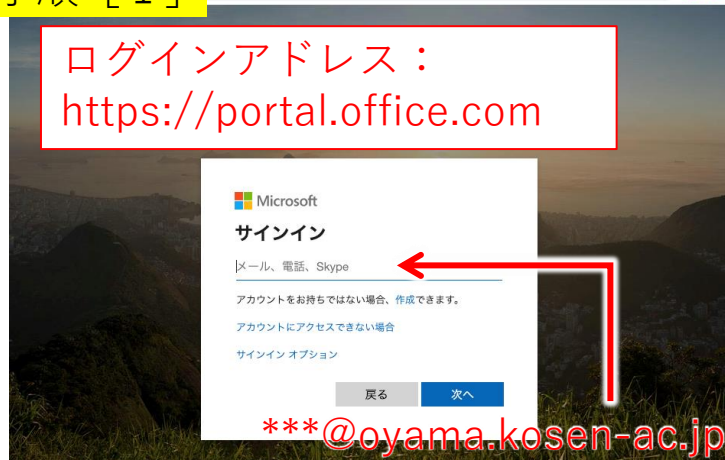 順［１］
ログインアドレス：
https://portal.office.com
Microsoft
サインイン
メール、電話、Skype
アカウントをお持ちではない場合、作成できます。
アカウントにアクセスできない場合
サインイン オプション
戻る 次へ
***@oyama.kosen-ac.jp